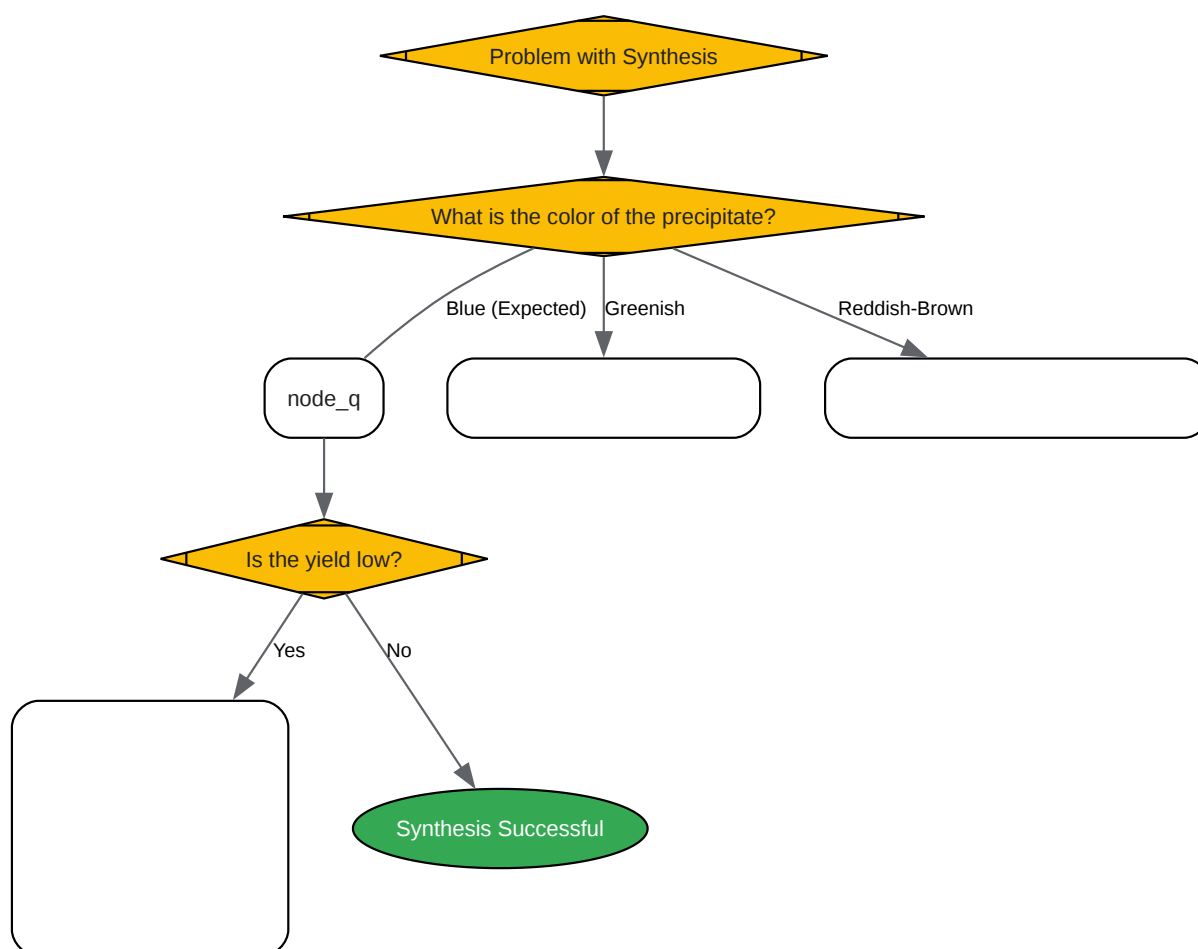 Problem with Synthesis
What is the color of the precipitate?
Blue (Expected)
Greenish
Reddish-Brown
node_q
Is the yield low?
Yes
No
Synthesis Successful